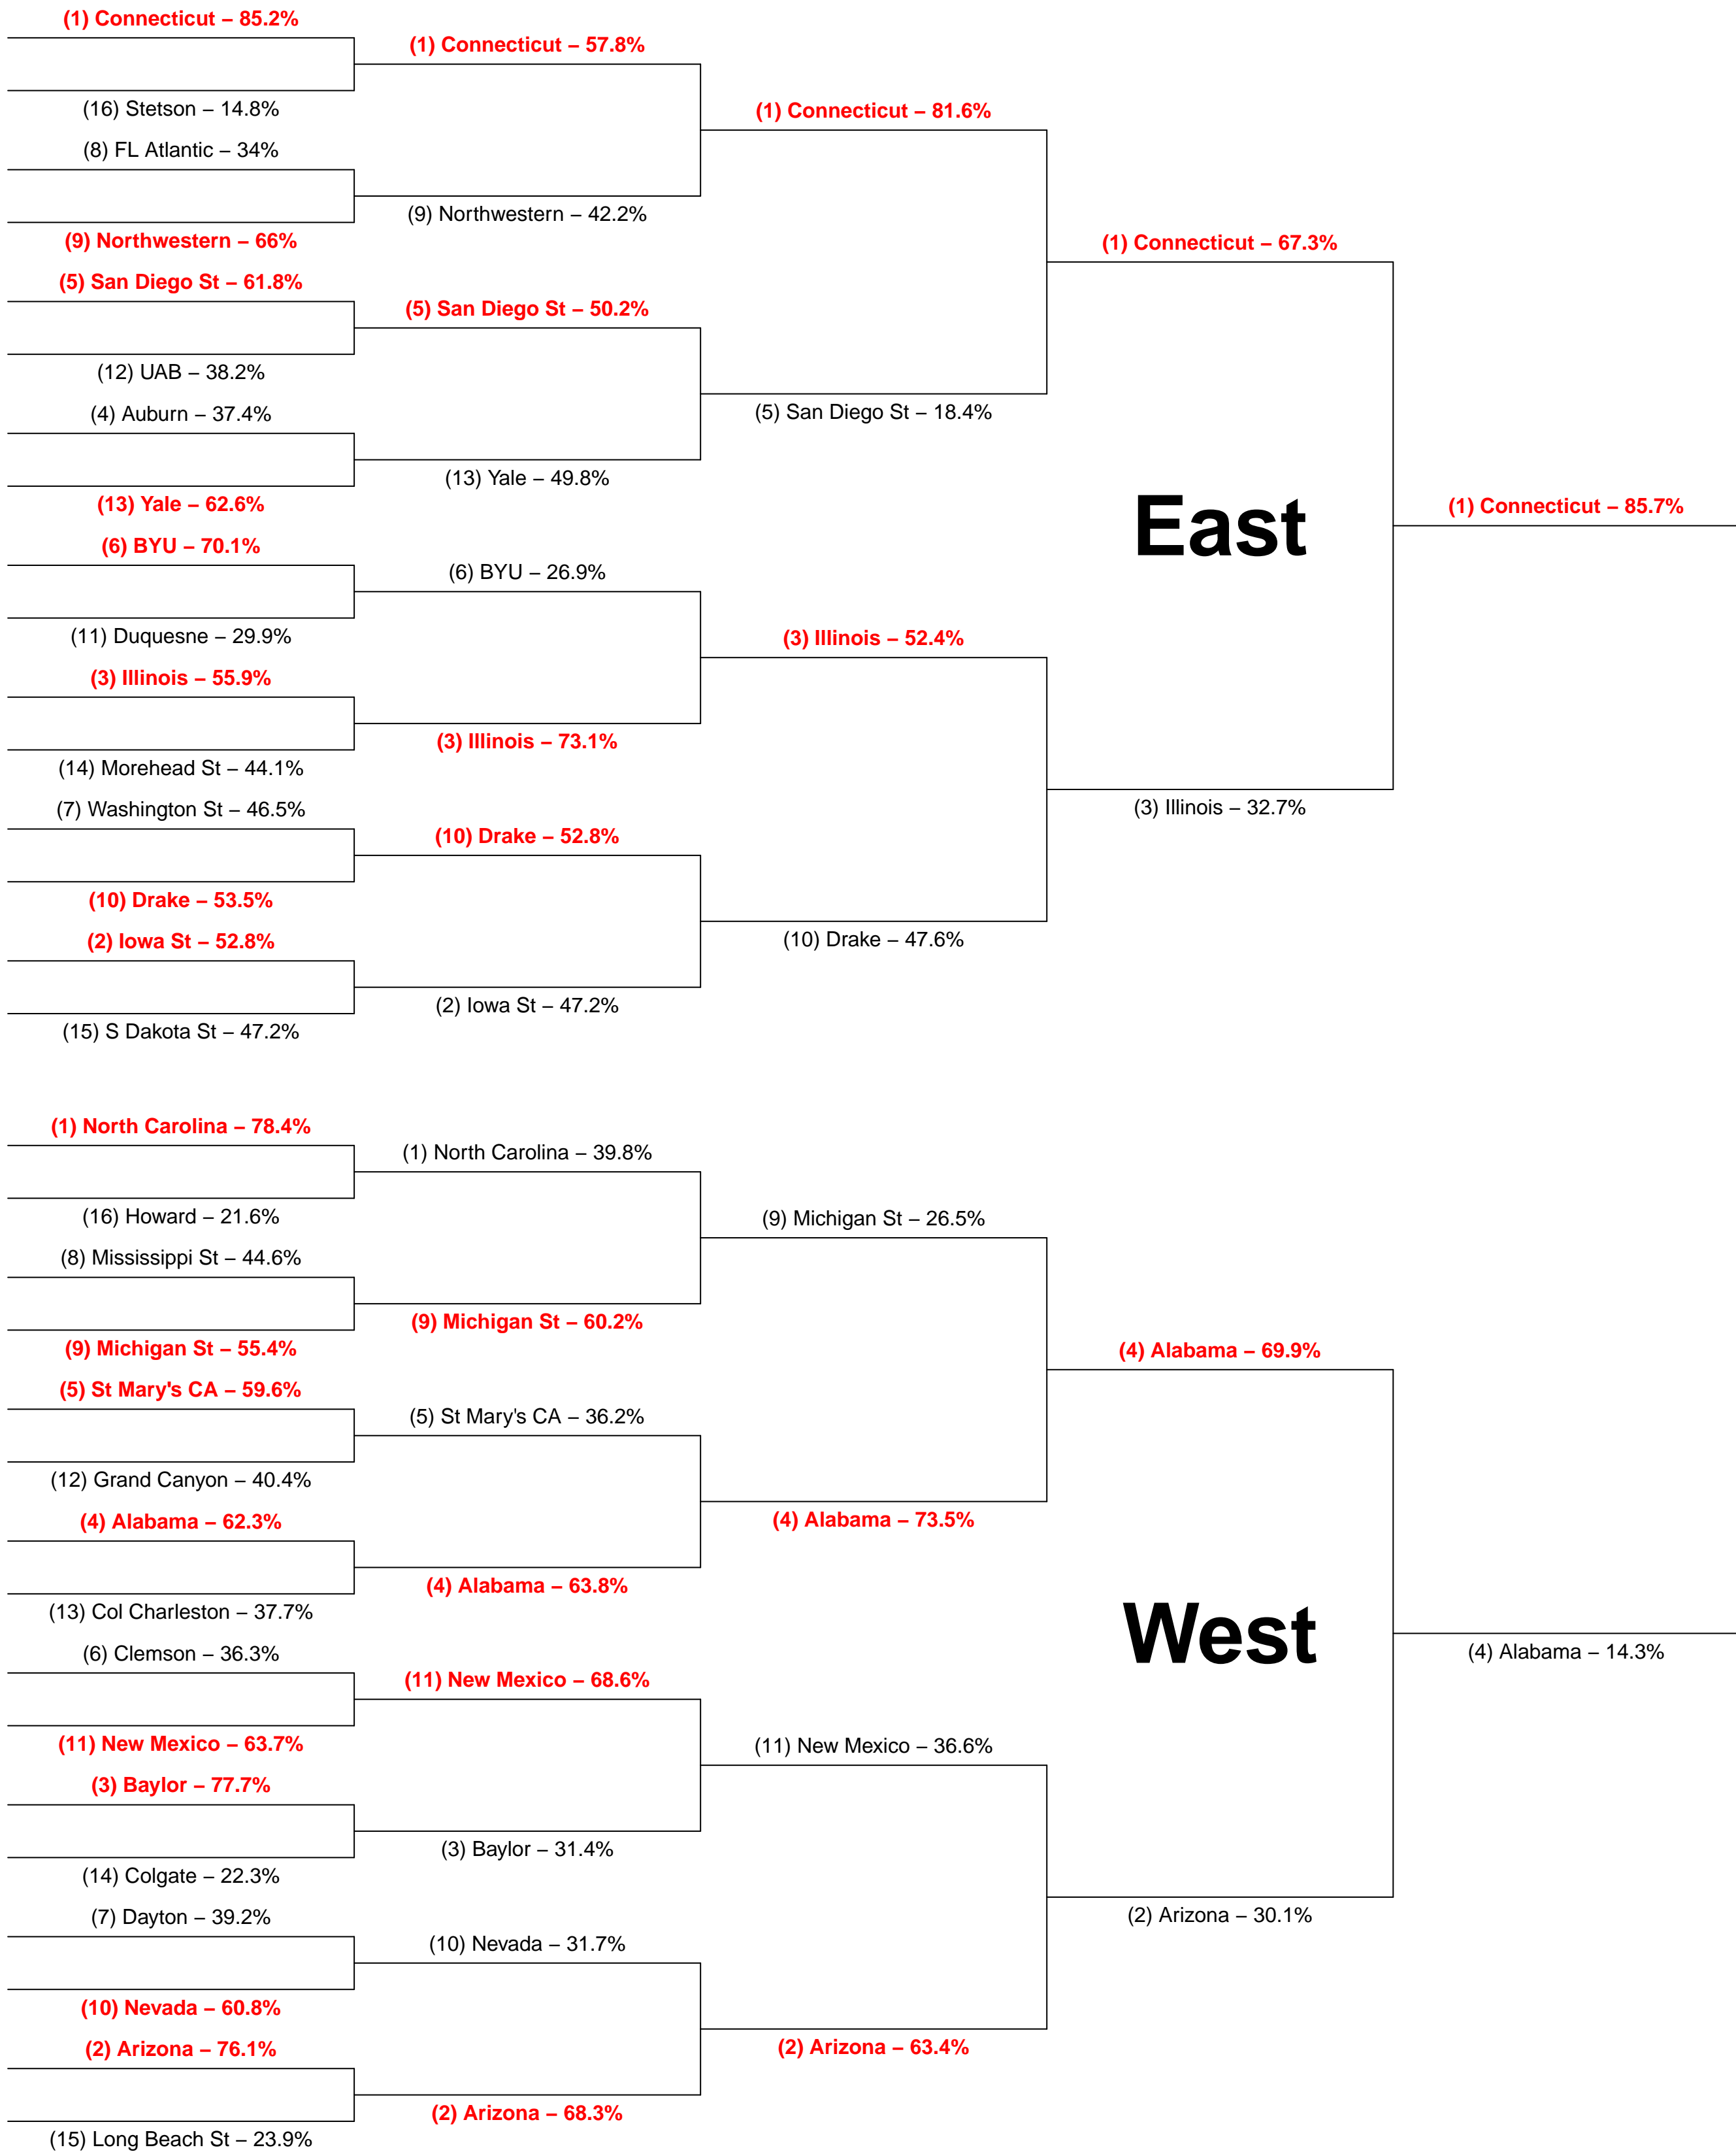 (1) Connecticut – 85.2%
(16) Stetson – 14.8%
(8) FL Atlantic – 34%
(9) Northwestern – 66%
(5) San Diego St – 61.8%
(12) UAB – 38.2%
(4) Auburn – 37.4%
(13) Yale – 62.6%
(6) BYU – 70.1%
(11) Duquesne – 29.9%
(3) Illinois – 55.9%
(14) Morehead St – 44.1%
(7) Washington St – 46.5%
(10) Drake – 53.5%
(2) Iowa St – 52.8%
(15) S Dakota St – 47.2%
(1) Connecticut – 57.8%
(9) Northwestern – 42.2%
(5) San Diego St – 50.2%
(13) Yale – 49.8%
(6) BYU – 26.9%
(3) Illinois – 73.1%
(10) Drake – 52.8%
(2) Iowa St – 47.2%
(1) Connecticut – 81.6%
(5) San Diego St – 18.4%
(3) Illinois – 52.4%
(10) Drake – 47.6%
(1) Connecticut – 67.3%
(3) Illinois – 32.7%
East
(1) Connecticut – 85.7%
(1) North Carolina – 78.4%
(16) Howard – 21.6%
(8) Mississippi St – 44.6%
(9) Michigan St – 55.4%
(5) St Mary's CA – 59.6%
(12) Grand Canyon – 40.4%
(4) Alabama – 62.3%
(13) Col Charleston – 37.7%
(6) Clemson – 36.3%
(11) New Mexico – 63.7%
(3) Baylor – 77.7%
(14) Colgate – 22.3%
(7) Dayton – 39.2%
(10) Nevada – 60.8%
(2) Arizona – 76.1%
(15) Long Beach St – 23.9%
(1) North Carolina – 39.8%
(9) Michigan St – 60.2%
(5) St Mary's CA – 36.2%
(4) Alabama – 63.8%
(11) New Mexico – 68.6%
(3) Baylor – 31.4%
(10) Nevada – 31.7%
(2) Arizona – 68.3%
(9) Michigan St – 26.5%
(4) Alabama – 73.5%
(11) New Mexico – 36.6%
(2) Arizona – 63.4%
(4) Alabama – 69.9%
(2) Arizona – 30.1%
West
(4) Alabama – 14.3%